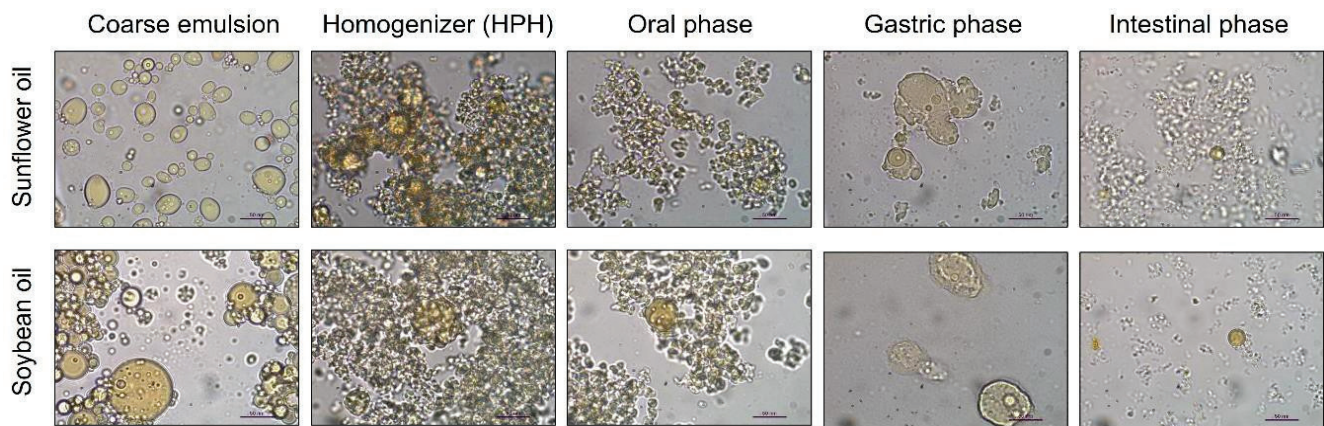 Coarse emulsion Homogenizer (HPH) Oral phase Gastric phase Intestinal phase
Sunflower oil
Soybean oil